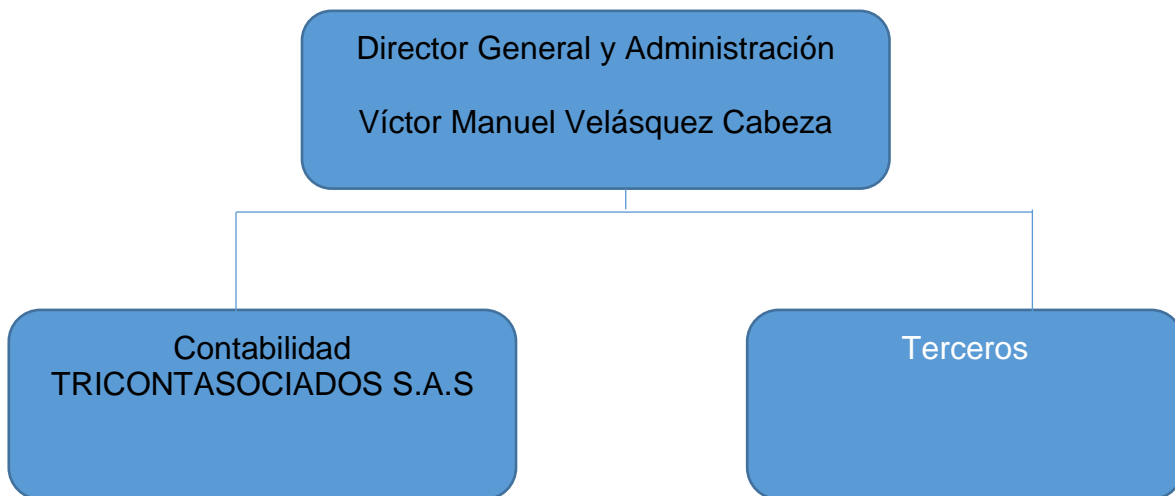 Director General y Administración
Víctor Manuel Velásquez Cabeza
Contabilidad
TRICONTASOCIADOS S.A.S
Terceros